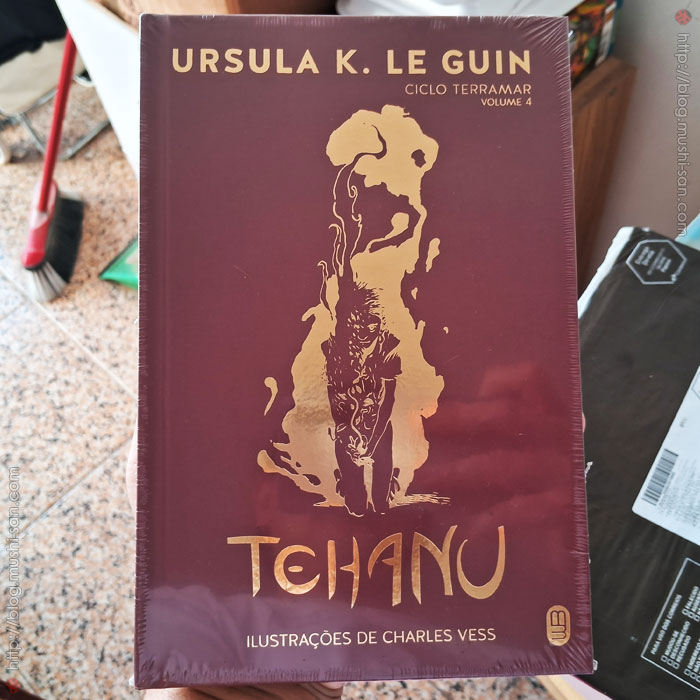 URSULA K. LE GUIN
CICLO TERRAMAR
VOLUME 4
TEHANU
ILUSTRAÇÕES DE CHARLES VESS
http://blog.mushi-san.com
http://blog.mushi-san.com